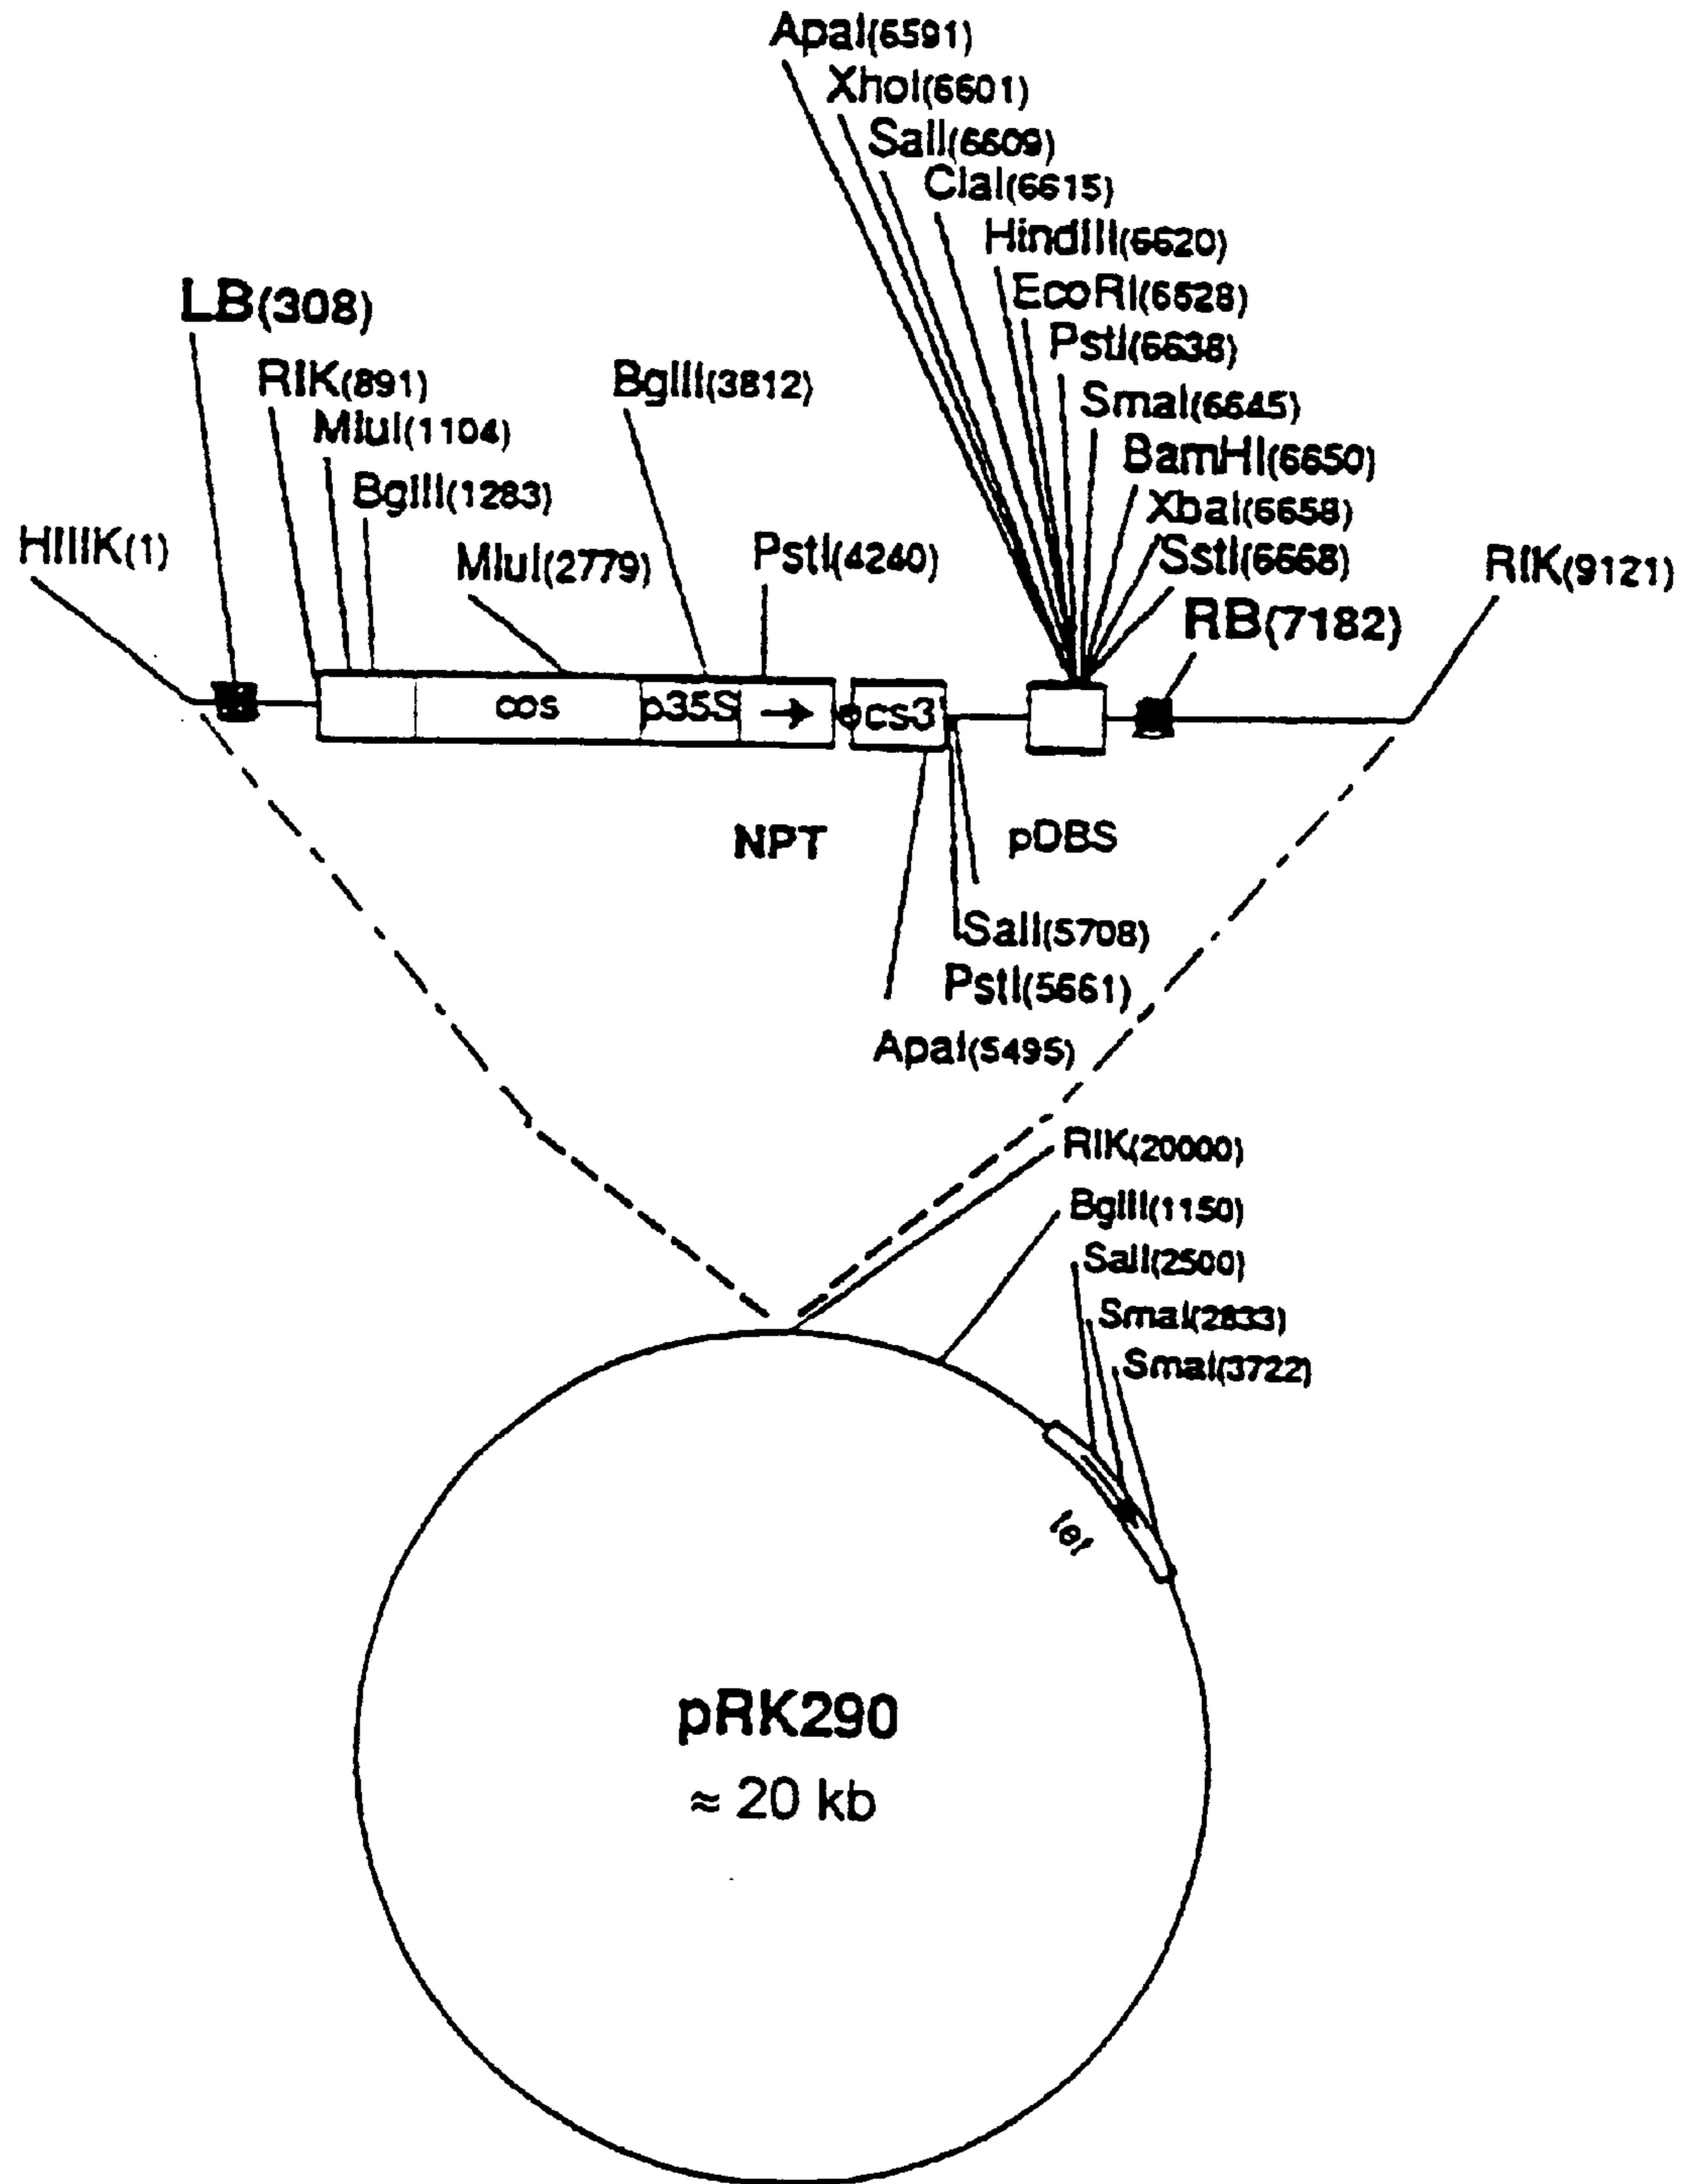 ApaI(6591)
XhoI(6601)
SalI(6609)
ClaI(6615)
HindIII(6620)
EcoRI(6628)
PstI(6638)
SmaI(6645)
BamHI(6650)
XbaI(6658)
SstI(6668)
LB(308)
RIK(891)
MluI(1104)
BglII(1283)
BglII(3812)
HIIIK(1)
MluI(2779)
PstI(4240)
RIK(9121)
RB(7182)
cos
p35S
cs3
NPT
pDBS
SalI(5708)
PstI(5661)
ApaI(5495)
RIK(20000)
BglII(1150)
SalI(2500)
SmaI(2833)
SmaI(3722)
tet
pRK290
≈ 20 kb